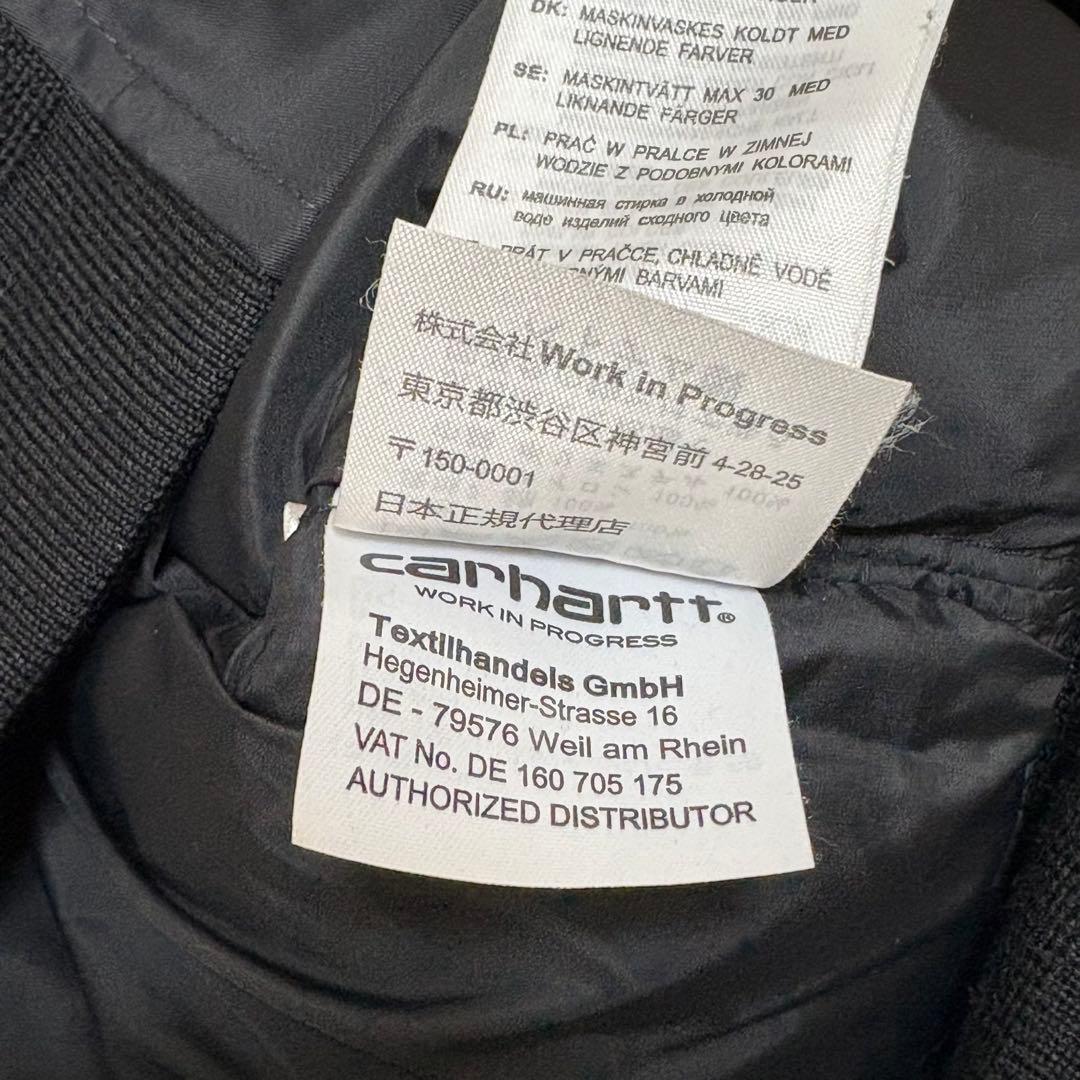 DK: MASKINVASKES KOLDT MED
LIGNENDE FARVER
SE: MASKINTVÄTT MAX 30 MED
LIKNANDE FÄRGER
PL: PRAĆ W PRALCE W ZIMNEJ
WODZIE Z PODOBNYMI KOLORAMI
RU: машинная стирка в холодной
воде изделий сходного цвета
PRÁT V PRAČCE, CHLADNÉ VODĚ
BARVAMI
株式会社Work in Progress
東京都渋谷区神宮前 4-28-25
〒150-0001
日本正規代理店
carhartt®
WORK IN PROGRESS
Textilhandels GmbH
Hegenheimer-Strasse 16
DE - 79576 Weil am Rhein
VAT No. DE 160 705 175
AUTHORIZED DISTRIBUTOR